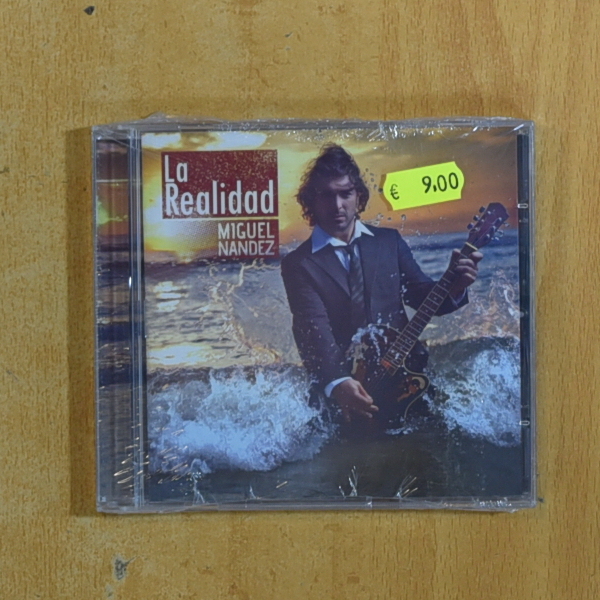 La
Realidad
MIGUEL
NANDEZ
€ 9.00